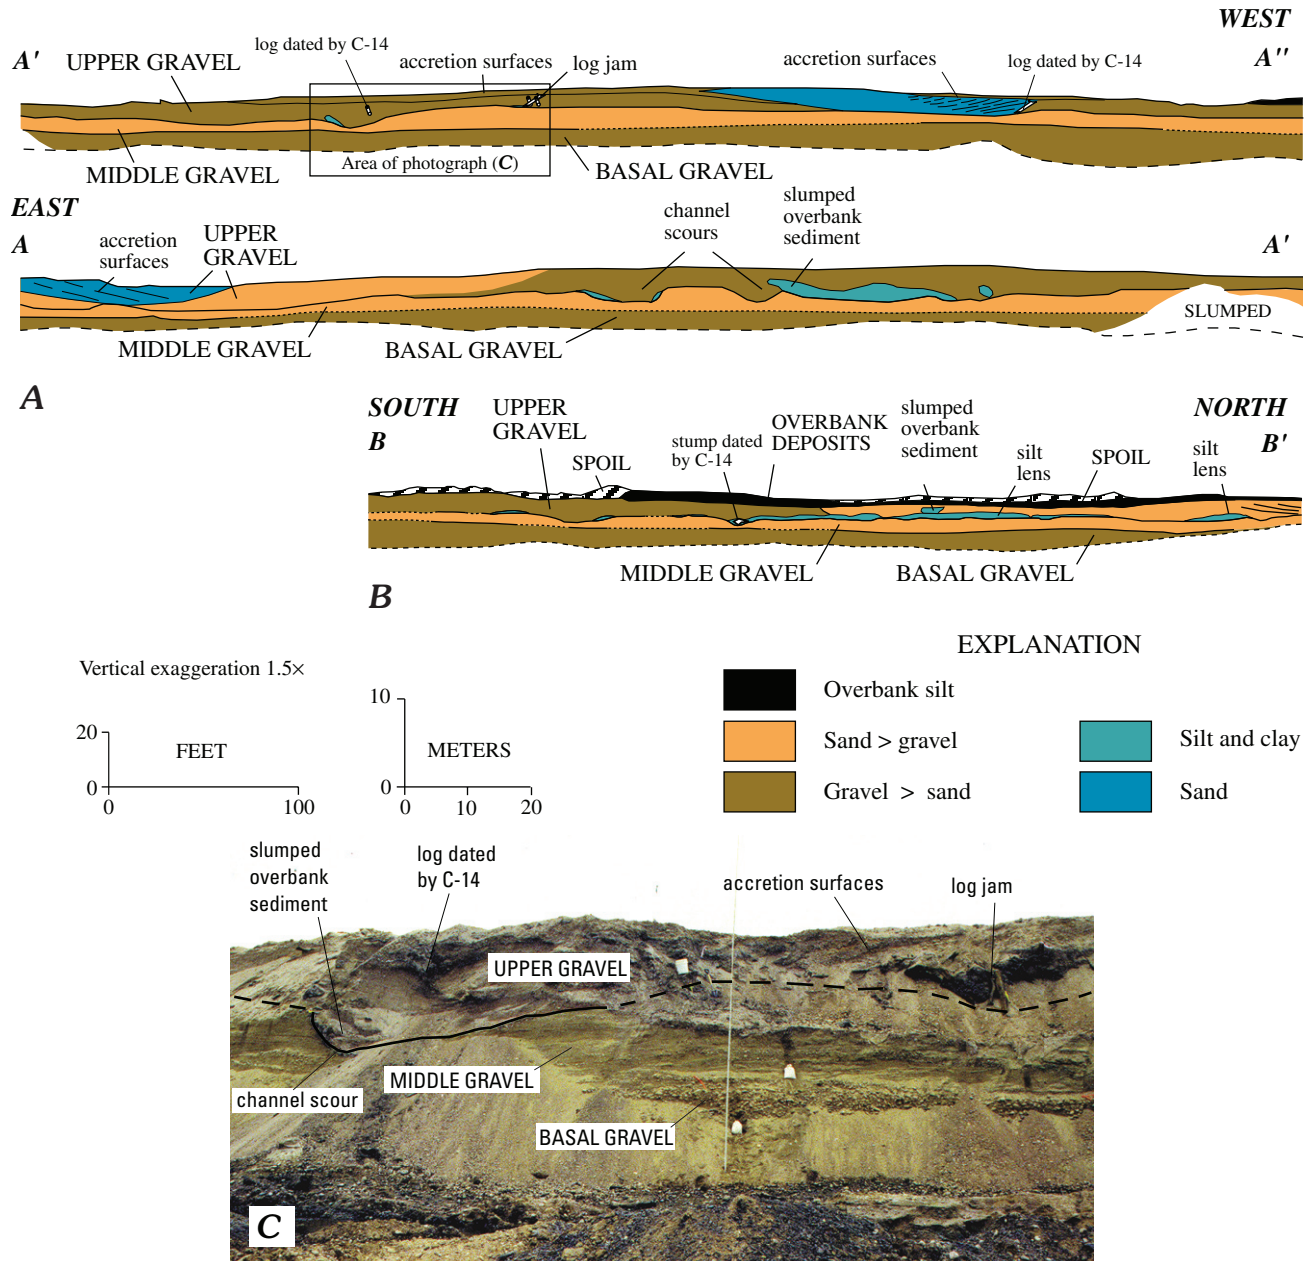 WEST
A'
A"
UPPER GRAVEL
log dated by C-14
accretion surfaces
log jam
accretion surfaces
log dated by C-14
MIDDLE GRAVEL
Area of photograph (C)
BASAL GRAVEL
EAST
A
accretion
surfaces
UPPER
GRAVEL
channel
scours
slumped
overbank
sediment
A'
MIDDLE GRAVEL
BASAL GRAVEL
SLUMPED
A
SOUTH
B
UPPER
GRAVEL
SPOIL
stump dated
by C-14
OVERBANK
DEPOSITS
slumped
overbank
sediment
silt
lens
SPOIL
silt
lens
NORTH
B'
MIDDLE GRAVEL
BASAL GRAVEL
B
Vertical exaggeration 1.5×
20
0
FEET
0
100
10
0
METERS
0
10
20
EXPLANATION
Overbank silt
Sand > gravel
Gravel > sand
Silt and clay
Sand
slumped
overbank
sediment
log dated
by C-14
accretion surfaces
log jam
UPPER GRAVEL
MIDDLE GRAVEL
channel scour
BASAL GRAVEL
C